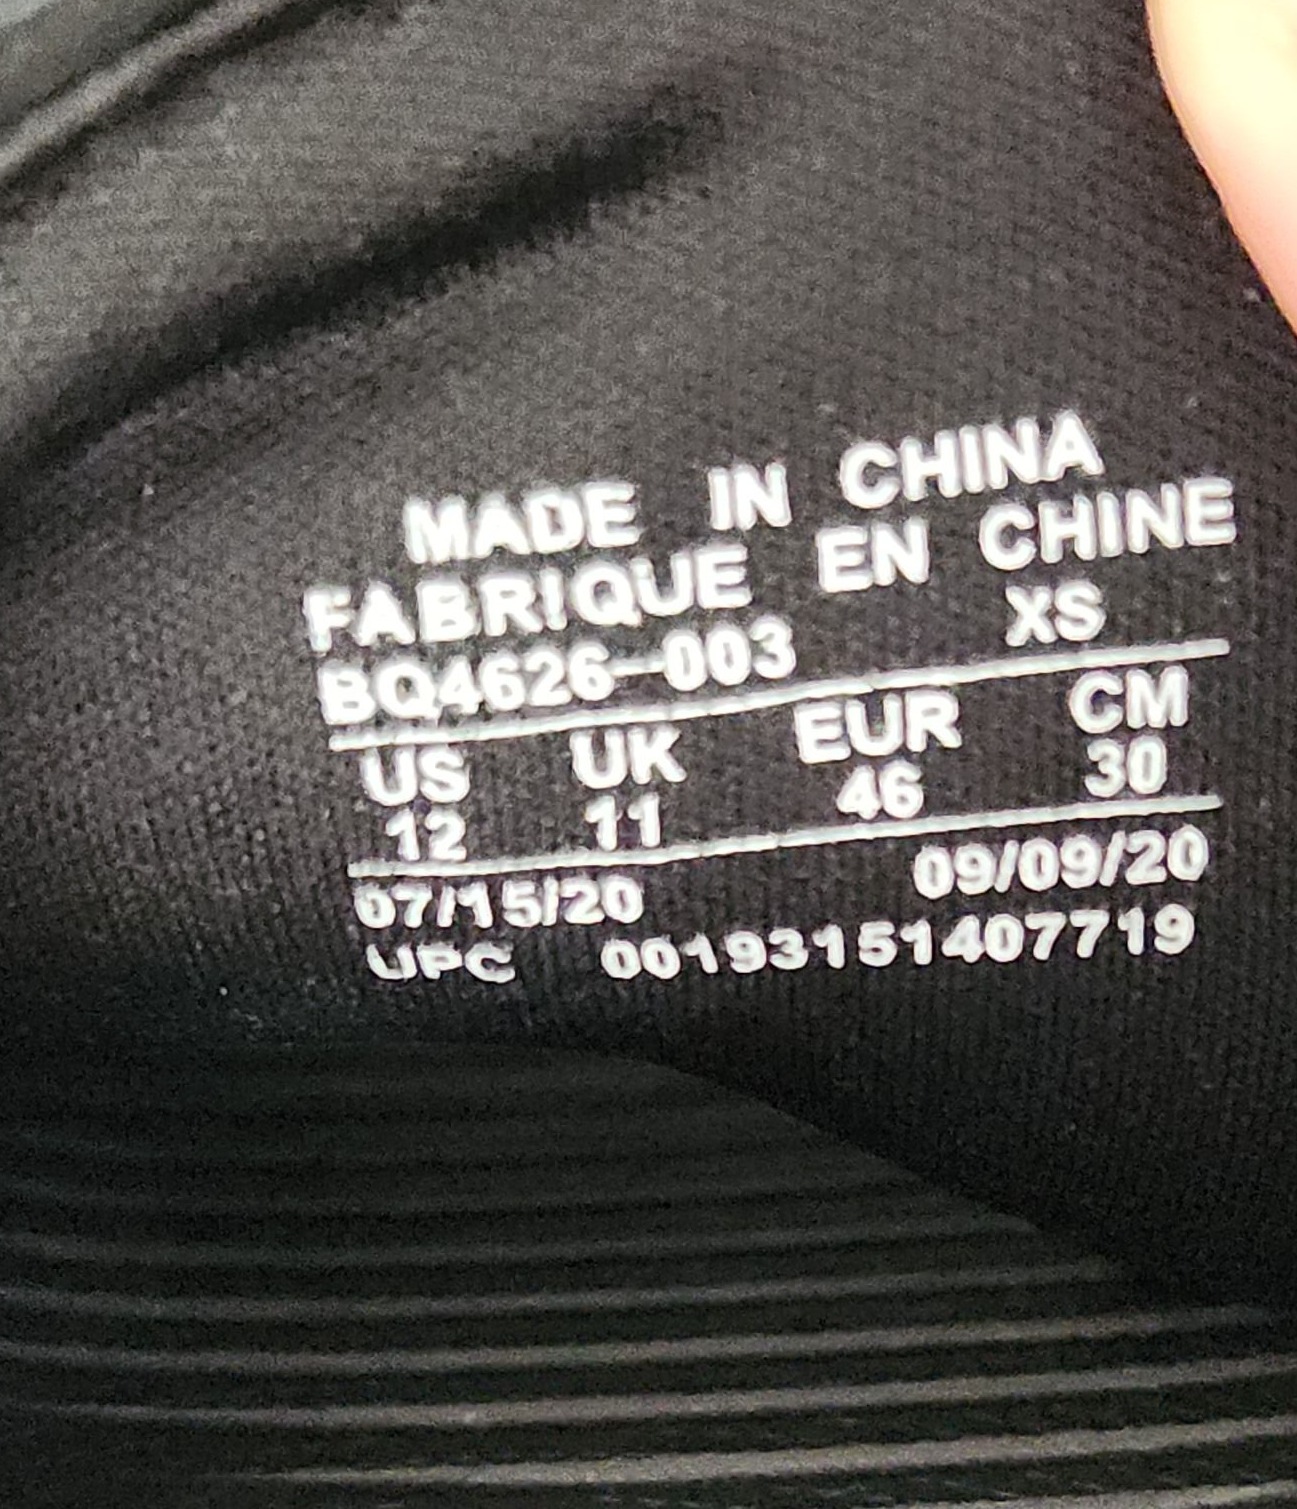 MADE IN CHINA
FABRIQUE EN CHINE
BQ4626-003 XS
US UK EUR CM
12 11 46 30
07/15/20 09/09/20
UPC 00193151407719